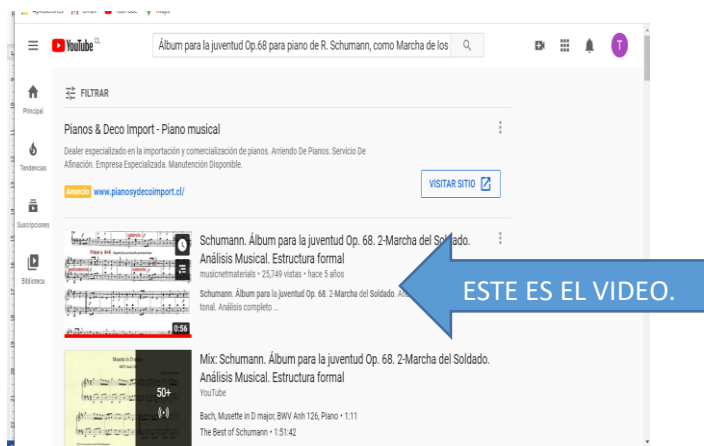 YouTube CL
Álbum para la juventud Op.68 para piano de R. Schumann, como Marcha de los
T
FILTRAR
Principal
Tendencias
Suscripciones
Biblioteca
Pianos & Deco Import - Piano musical
Dealer especializado en la importación y comercialización de pianos. Arriendo De Pianos. Servicio De
Afinación. Empresa Especializada. Manutención Disponible.
Anuncio www.pianosydecoimport.cl/
VISITAR SITIO
Schumann. Álbum para la juventud Op. 68. 2-Marcha del Soldado.
Análisis Musical. Estructura formal
musicnetmaterials • 25,749 vistas • hace 5 años
Schumann. Álbum para la juventud Op. 68. 2-Marcha del Soldado.
tonal. Análisis completo ...
0:56
ESTE ES EL VIDEO.
Mix: Schumann. Álbum para la juventud Op. 68. 2-Marcha del Soldado.
Análisis Musical. Estructura formal
YouTube
Musette in D major
50+
Bach, Musette in D major, BWV Anh 126, Piano • 1:11
The Best of Schumann • 1:51:42